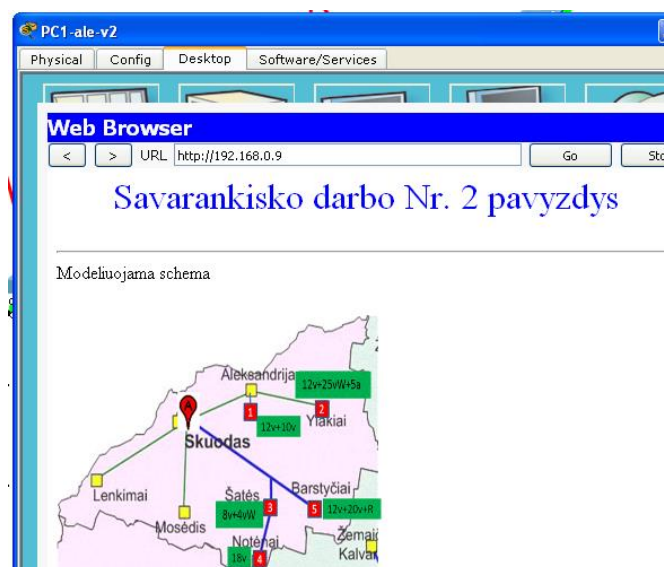 PC1-ale-v2
Physical Config Desktop Software/Services
Web Browser
< > URL http://192.168.0.9 Go
Savarankisko darbo Nr. 2 pavyzdys
Modeliuojama schema
Aleksandrija
12v+25vW+5a
A
1
2
12v+10v
Ylakiai
Skuodas
Lenkimai
Šatės
Barstyčiai
8v+4vW
3
5
12v+20v+R
Mosėdis
Notėnai
18v
4